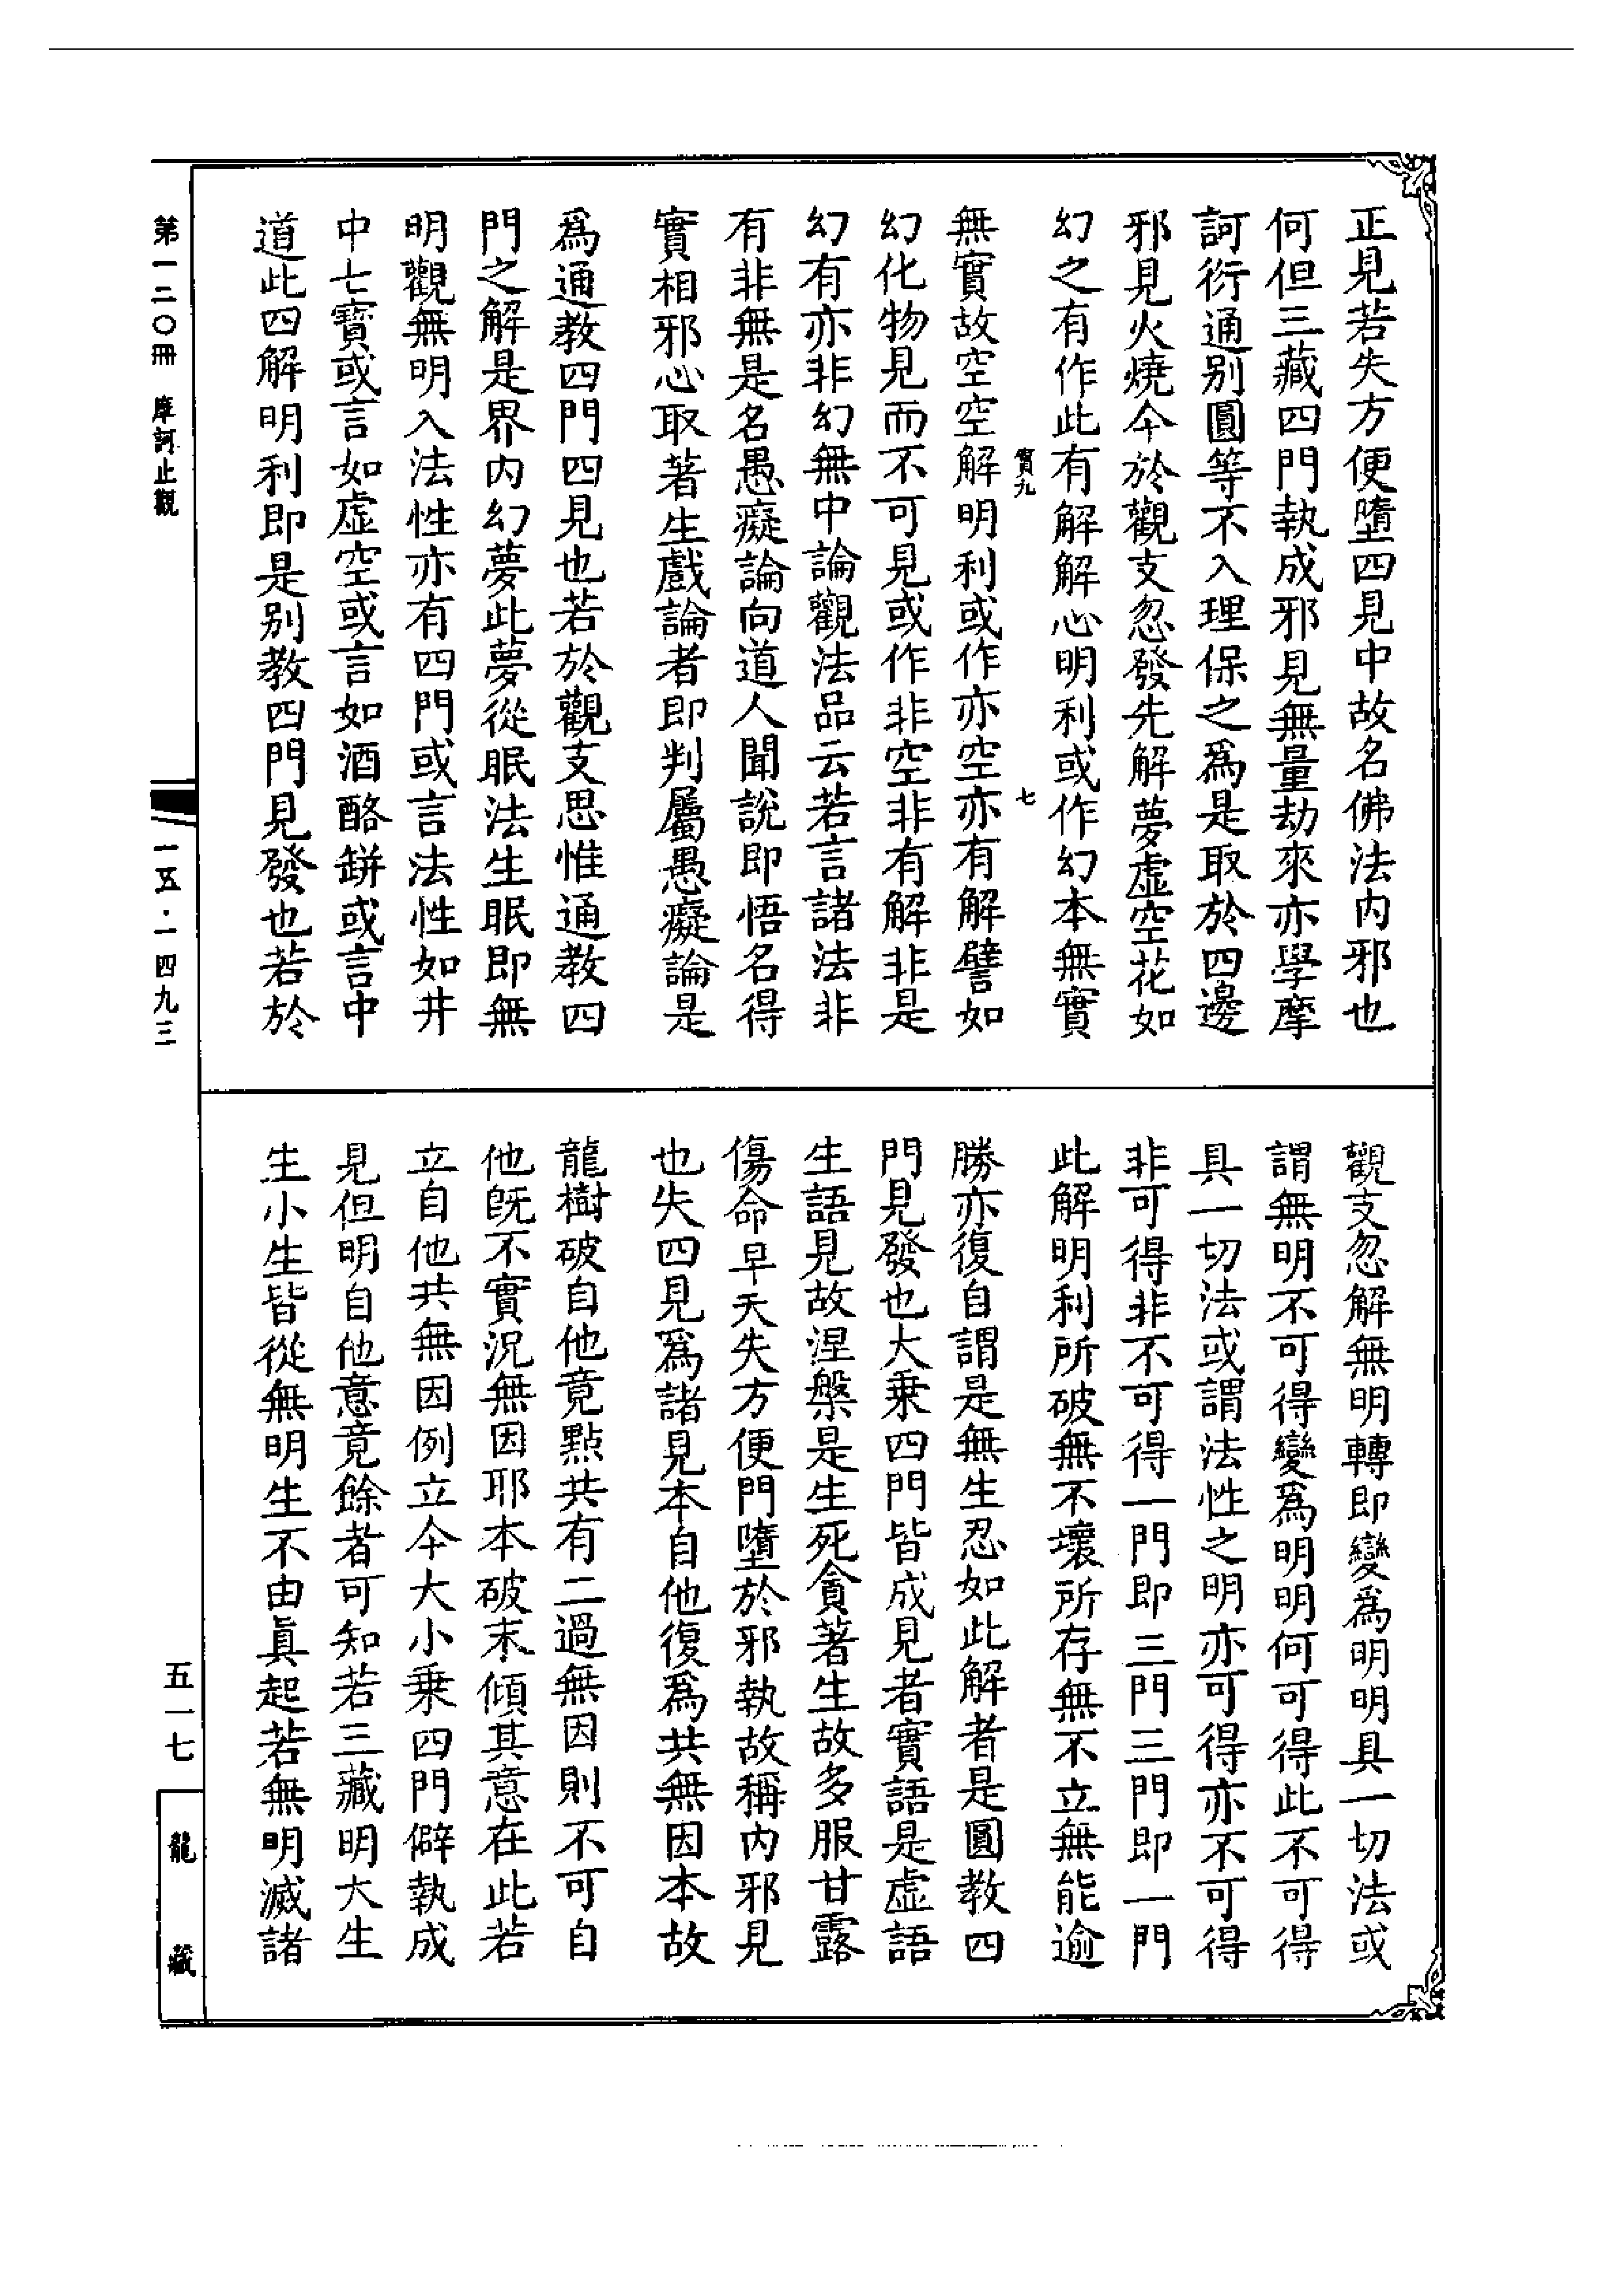 正見若失方便墮四見中故名佛法內邪也
何但三藏四門執成邪見無量劫來亦學摩
訶衍通別圓等不入理保之爲是取於四邊
邪見火燒今於觀支忽發先解夢虛空花如
幻之有作此有解解心明利或作幻本無實
實九
七
無實故空空解明利或作亦空亦有解譬如
幻化物見而不可見或作非空非有解非是
幻有亦非幻無中論觀法品云若言諸法非
有非無是名愚癡論向道人聞說即悟名得
實相邪心取著生戲論者即判屬愚癡論是
爲通教四門四見也若於觀支思惟通教四
門之解是界內幻夢此夢從眠法生眠即無
明觀無明入法性亦有四門或言法性如井
中七寶或言如虛空或言如酒酪缾或言中
道此四解明利即是別教四門見發也若於
觀支忽解無明轉即變爲明明具一切法或
謂無明不可得變爲明明何可得此不可得
具一切法或謂法性之明亦可得亦不可得
非可得非不可得一門即三門三門即一門
此解明利所破無不壞所存無不立無能逾
勝亦復自謂是無生忍如此解者是圓教四
門見發也大乗四門皆成見者實語是虛語
生語見故涅槃是生死貪著生故多服甘露
傷命早夭失方便門墮於邪執故稱內邪見
也失四見爲諸見本自他復爲共無因本故
龍樹破自他竟點共有二過無因則不可自
他旣不實況無因耶本破末傾其意在此若
立自他共無因例立今大小乗四門僻執成
見但明自他意竟餘者可知若三藏明大生
生小生皆從無明生不由眞起若無明滅諸
第一二〇冊　摩訶止觀
一五·一四九三
五一七
龍藏